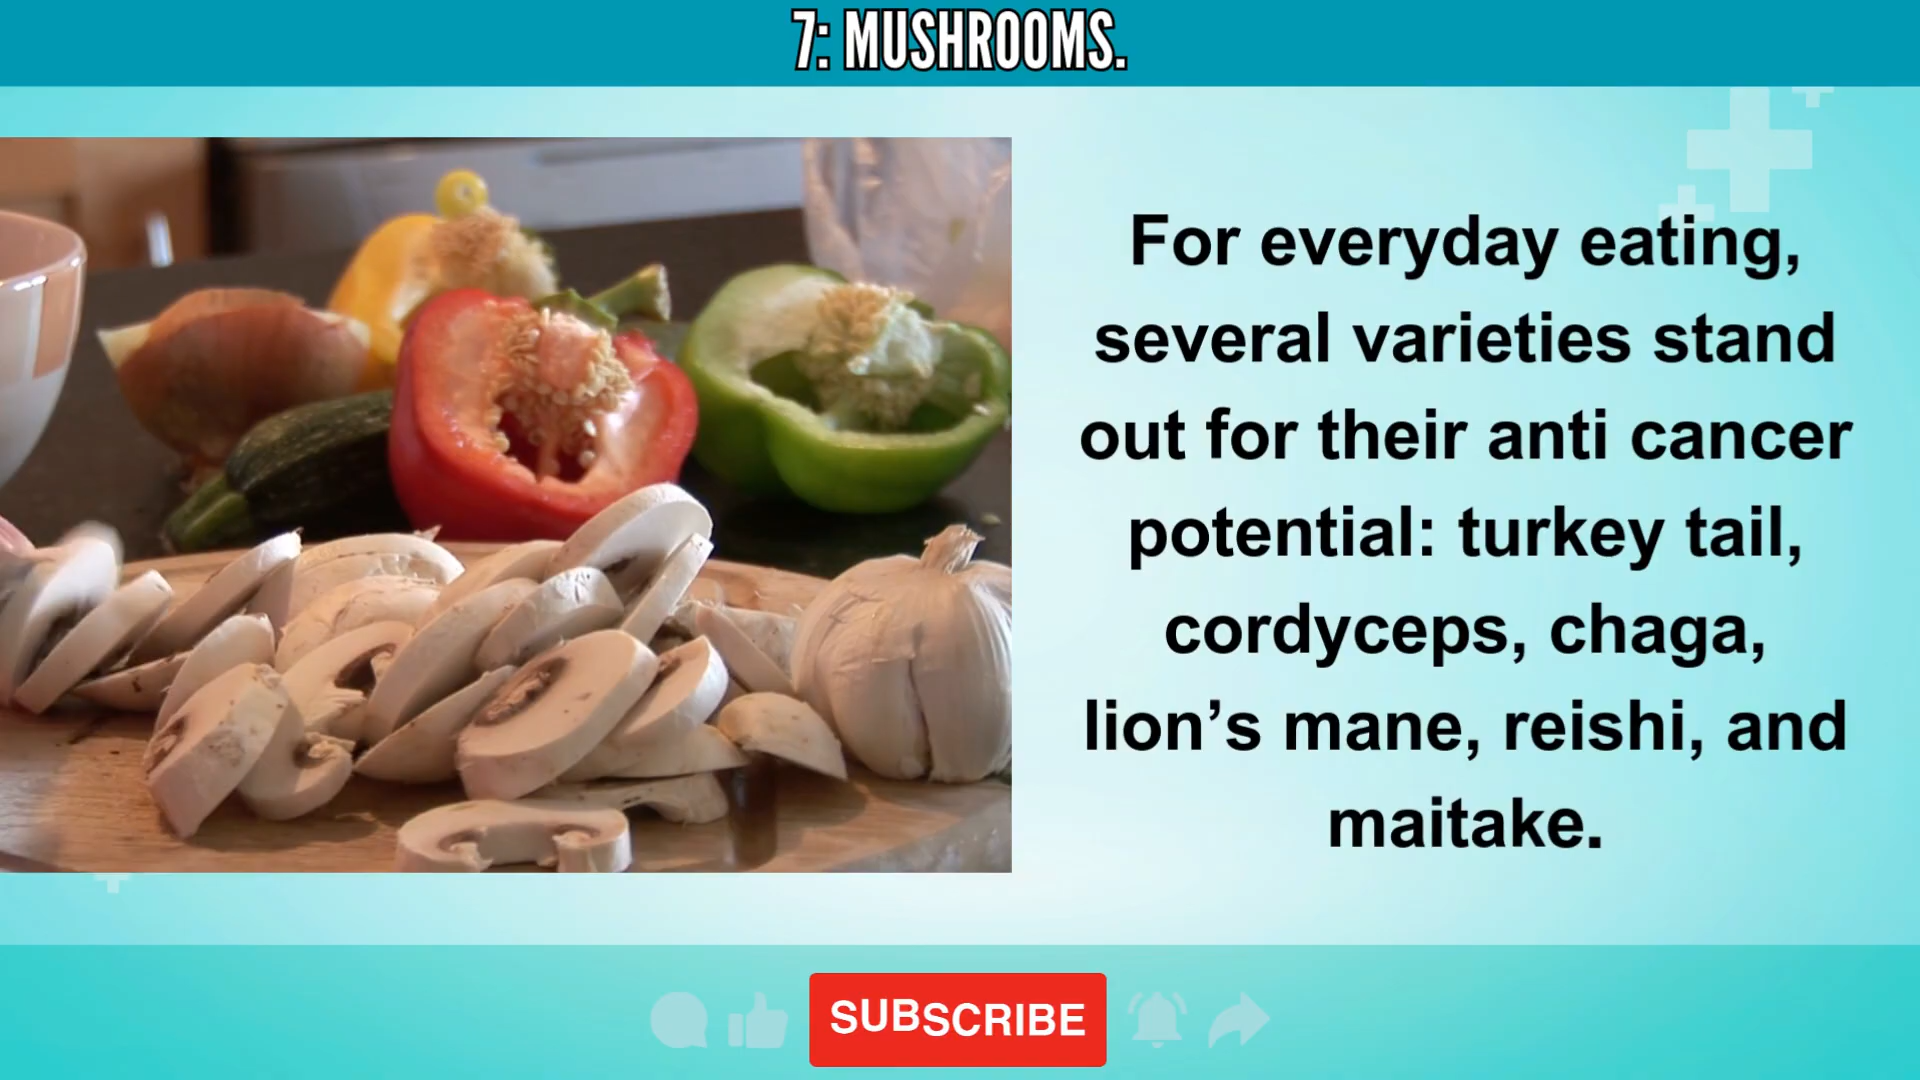 7: MUSHROOMS.
For everyday eating,
several varieties stand
out for their anti cancer
potential: turkey tail,
cordyceps, chaga,
lion’s mane, reishi, and
maitake.
SUBSCRIBE